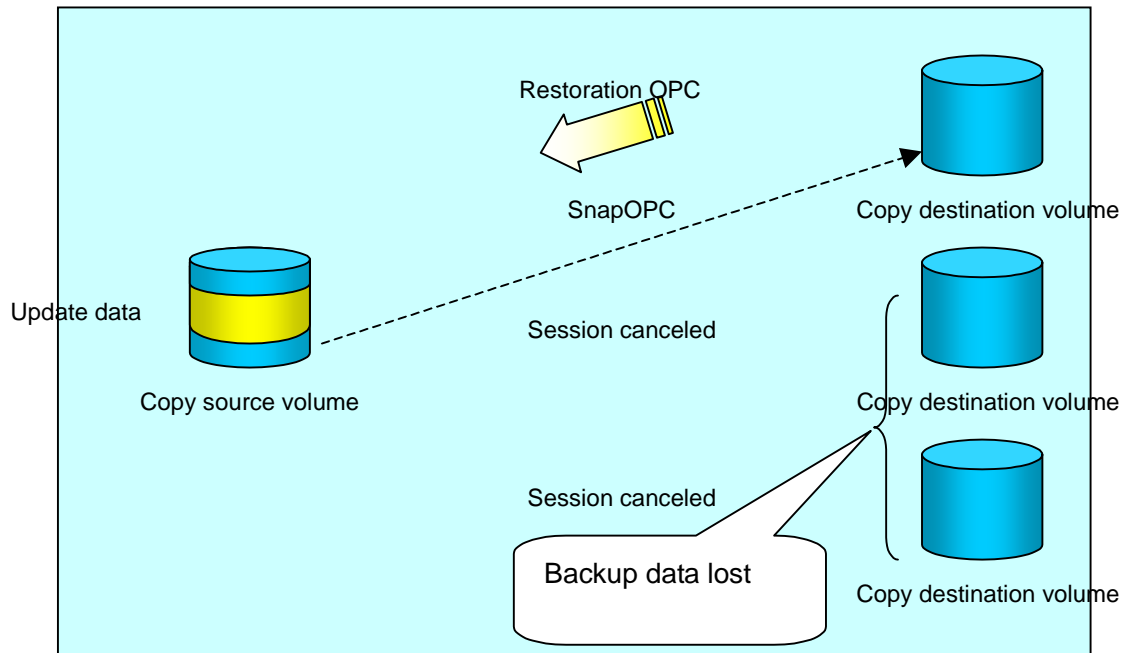 Restoration OPC
SnapOPC
Copy destination volume
Update data
Session canceled
Copy source volume
Copy destination volume
Session canceled
Backup data lost
Copy destination volume